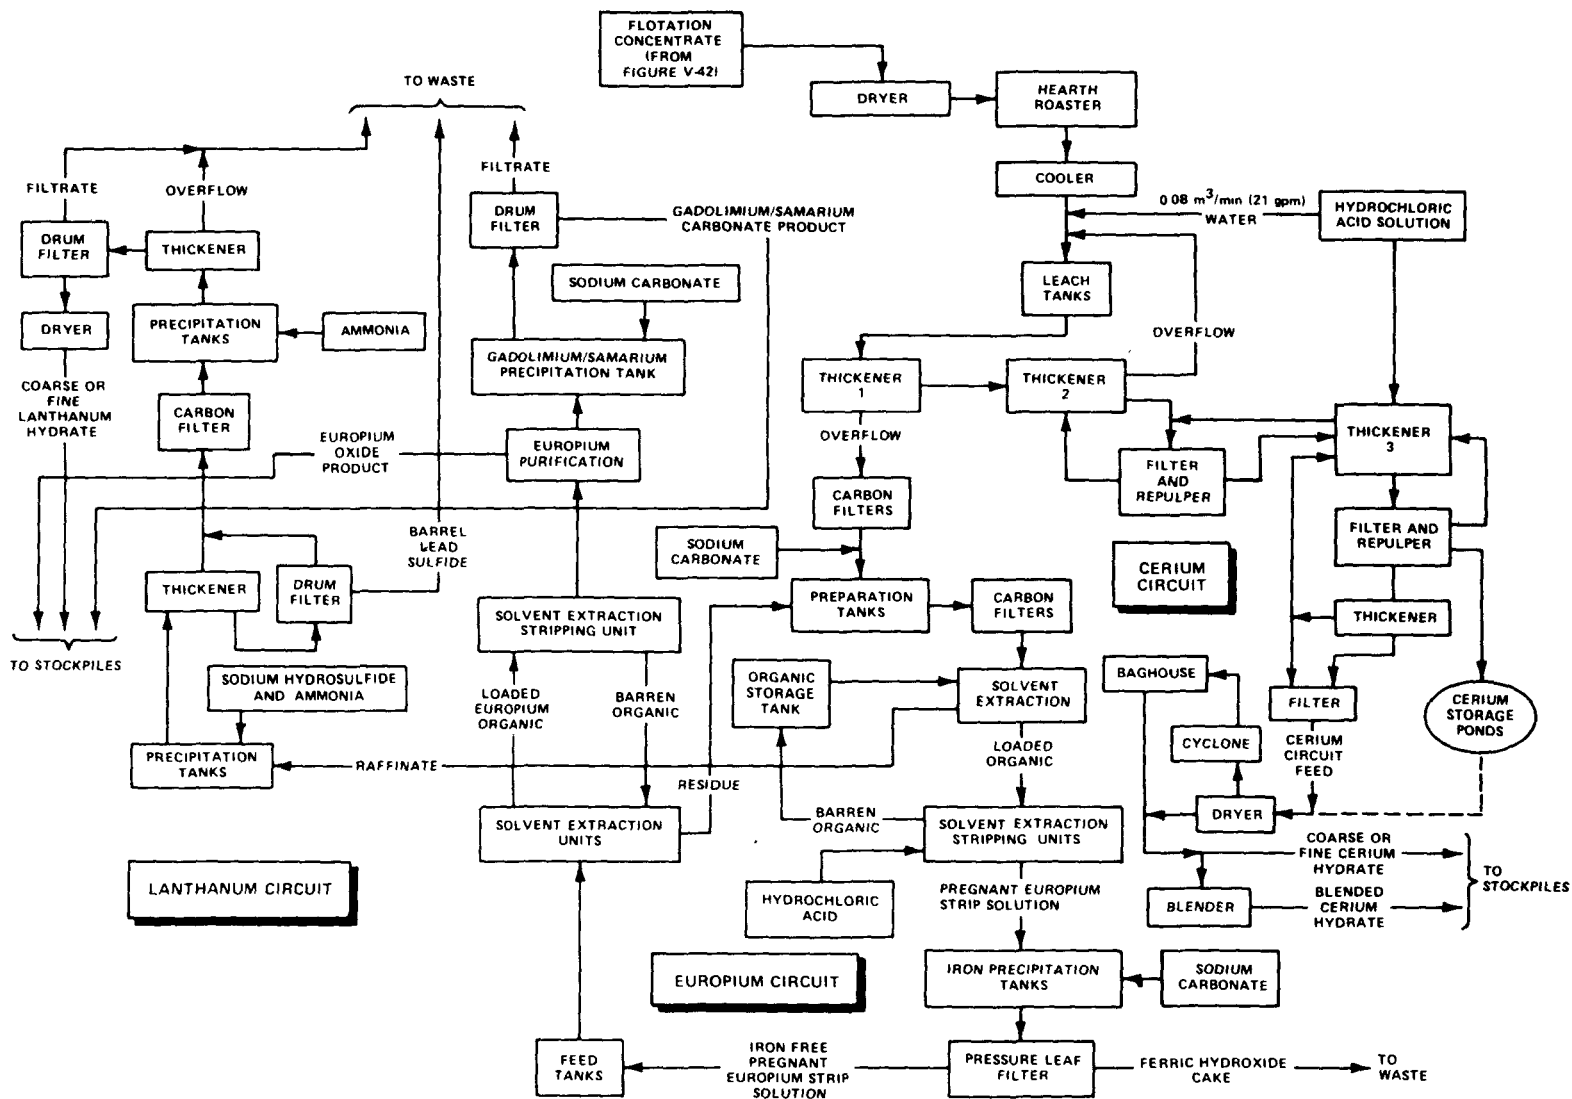 FLOTATION
CONCENTRATE
(FROM
FIGURE V-42)
DRYER
HEARTH
ROASTER
COOLER
0.08 m3/min (21 gpm)
WATER
HYDROCHLORIC
ACID SOLUTION
LEACH
TANKS
OVERFLOW
THICKENER
1
THICKENER
2
THICKENER
3
OVERFLOW
FILTER
AND
REPULPER
FILTER AND
REPULPER
CARBON
FILTERS
SODIUM
CARBONATE
PREPARATION
TANKS
CARBON
FILTERS
CERIUM
CIRCUIT
THICKENER
BAGHOUSE
FILTER
CERIUM
STORAGE
PONDS
CYCLONE
CERIUM
CIRCUIT
FEED
DRYER
COARSE OR
FINE CERIUM
HYDRATE
BLENDER
BLENDED
CERIUM
HYDRATE
TO
STOCKPILES
TO WASTE
FILTRATE
OVERFLOW
DRUM
FILTER
THICKENER
DRYER
PRECIPITATION
TANKS
AMMONIA
COARSE OR
FINE
LANTHANUM
HYDRATE
CARBON
FILTER
FILTRATE
DRUM
FILTER
GADOLIMIUM/SAMARIUM
CARBONATE PRODUCT
SODIUM CARBONATE
GADOLIMIUM/SAMARIUM
PRECIPITATION TANK
EUROPIUM
OXIDE
PRODUCT
EUROPIUM
PURIFICATION
BARREL
LEAD
SULFIDE
THICKENER
DRUM
FILTER
TO STOCKPILES
SODIUM HYDROSULFIDE
AND AMMONIA
PRECIPITATION
TANKS
RAFFINATE
SOLVENT EXTRACTION
STRIPPING UNIT
LOADED
EUROPIUM
ORGANIC
BARREN
ORGANIC
RESIDUE
SOLVENT EXTRACTION
UNITS
ORGANIC
STORAGE
TANK
SOLVENT
EXTRACTION
LOADED
ORGANIC
BARREN
ORGANIC
SOLVENT EXTRACTION
STRIPPING UNITS
HYDROCHLORIC
ACID
PREGNANT EUROPIUM
STRIP SOLUTION
LANTHANUM CIRCUIT
EUROPIUM CIRCUIT
IRON PRECIPITATION
TANKS
SODIUM
CARBONATE
FEED
TANKS
IRON FREE
PREGNANT
EUROPIUM STRIP
SOLUTION
PRESSURE LEAF
FILTER
FERRIC HYDROXIDE
CAKE
TO
WASTE